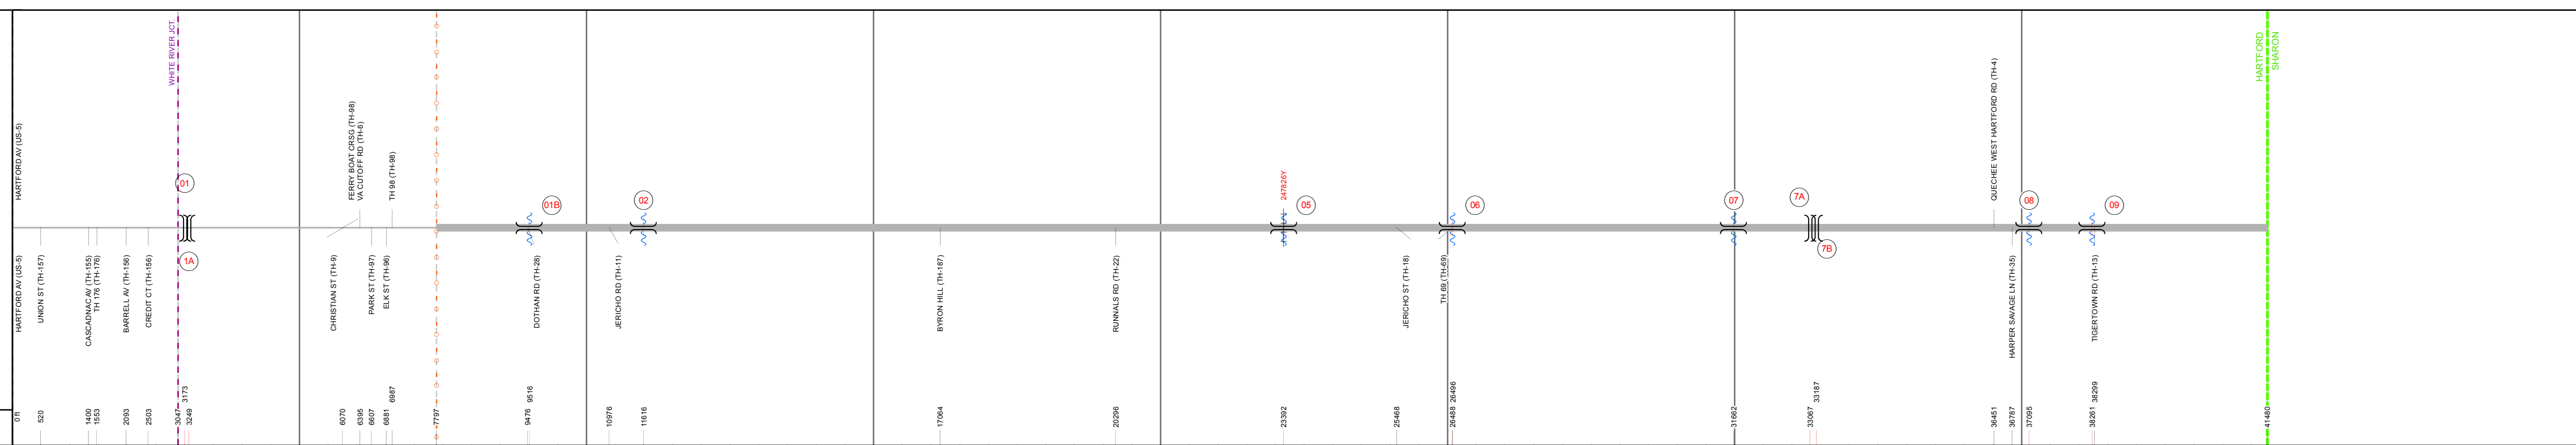 WHITE RIVER JCT.
HARTFORD
SHARON
HARTFORD AV (US-5)
FERRY BOAT CRSG (TH-98)
VA CUTOFF RD (TH-6)
TH 98 (TH-98)
247826Y
QUECHEE WEST HARTFORD RD (TH-4)
01
01B
02
05
06
07
7A
08
09
1A
7B
HARTFORD AV (US-5)
UNION ST (TH-157)
CASCADNAC AV (TH-155)
TH 176 (TH-176)
BARRELL AV (TH-156)
CREDIT CT (TH-156)
CHRISTIAN ST (TH-9)
PARK ST (TH-97)
ELK ST (TH-96)
DOTHAN RD (TH-28)
JERICHO RD (TH-11)
BYRON HILL (TH-187)
RUNNALS RD (TH-22)
JERICHO ST (TH-18)
TH 69 (TH-69)
HARPER SAVAGE LN (TH-35)
TIGERTOWN RD (TH-13)
0 ft
520
1400
1553
2093
2503
3047
3173
3249
6070
6395
6607
6881
6987
7797
9476
9516
10976
11616
17064
20296
23392
25468
26488
26496
31662
33067
33187
36451
36787
37095
38261
38299
41480